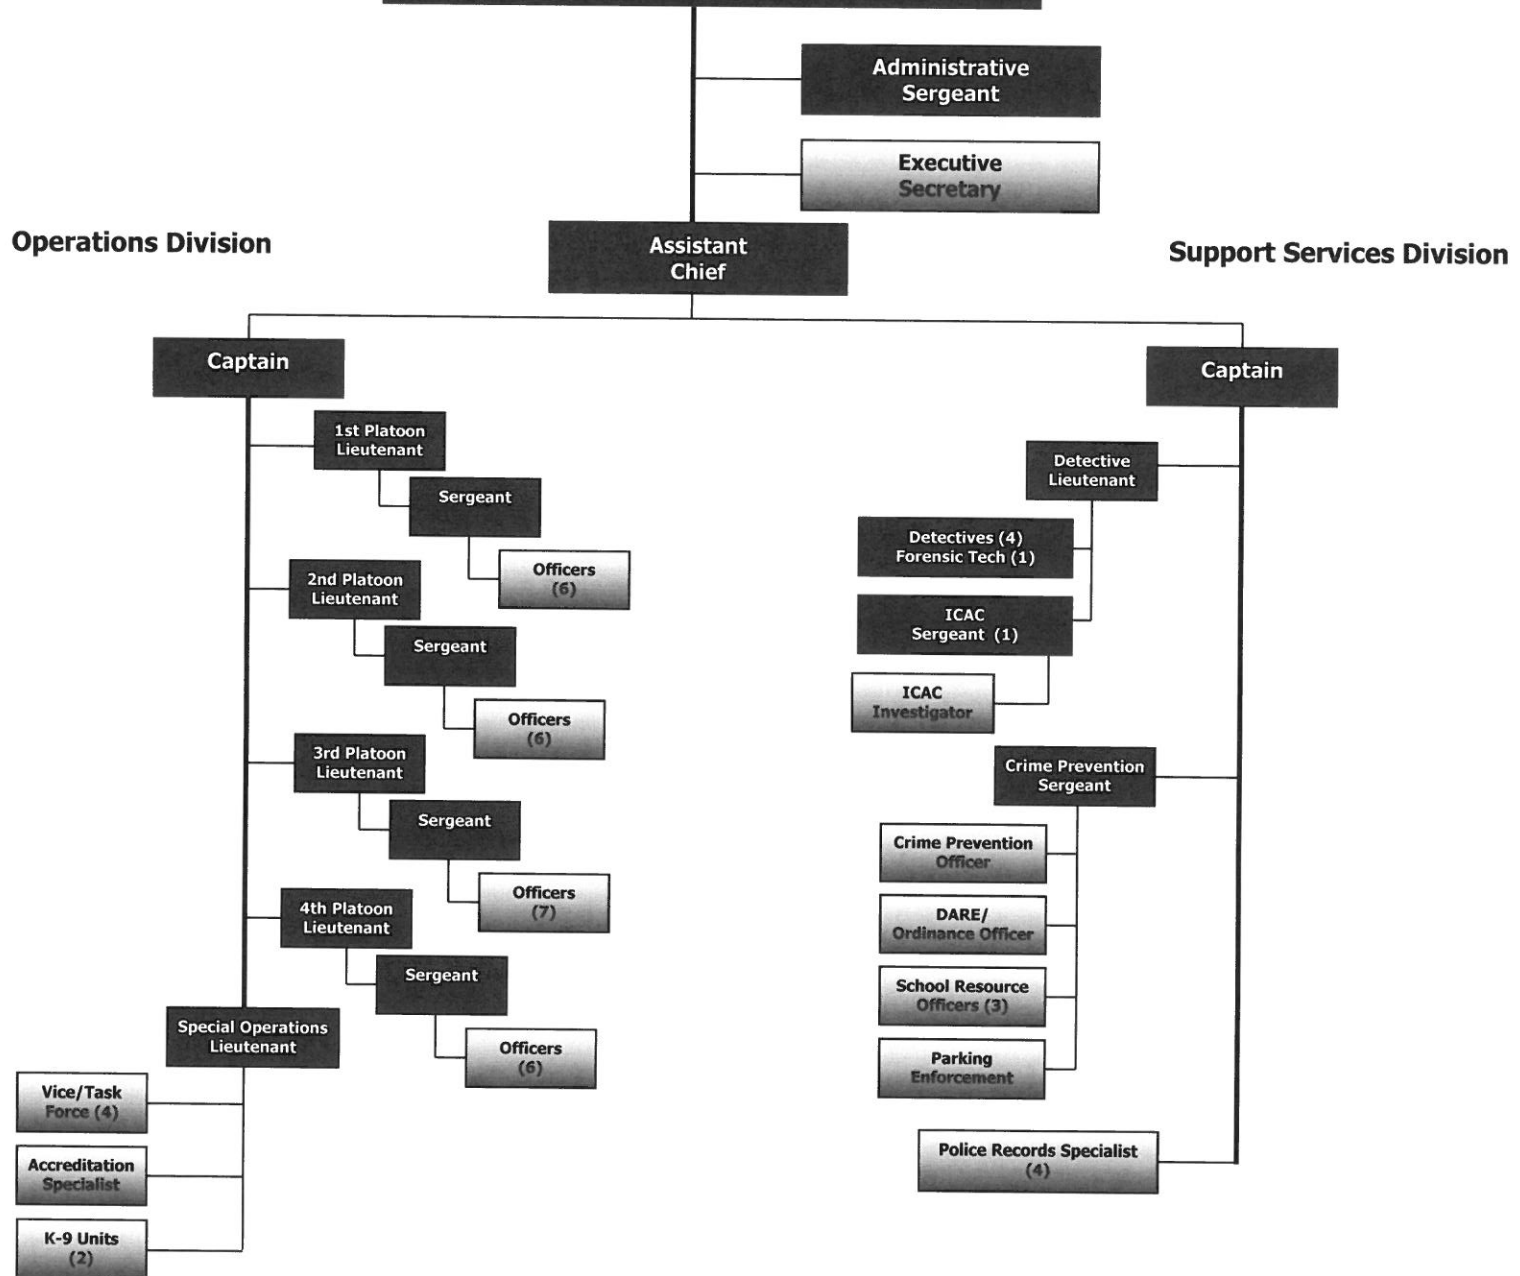 Administrative
Sergeant
Executive
Secretary
Operations Division
Assistant
Chief
Support Services Division
Captain
1st Platoon
Lieutenant
Sergeant
Officers
(6)
2nd Platoon
Lieutenant
Sergeant
Officers
(6)
3rd Platoon
Lieutenant
Sergeant
Officers
(7)
4th Platoon
Lieutenant
Sergeant
Officers
(6)
Special Operations
Lieutenant
Vice/Task
Force (4)
Accreditation
Specialist
K-9 Units
(2)
Captain
Detective
Lieutenant
Detectives (4)
Forensic Tech (1)
ICAC
Sergeant (1)
ICAC
Investigator
Crime Prevention
Sergeant
Crime Prevention
Officer
DARE/
Ordinance Officer
School Resource
Officers (3)
Parking
Enforcement
Police Records Specialist
(4)